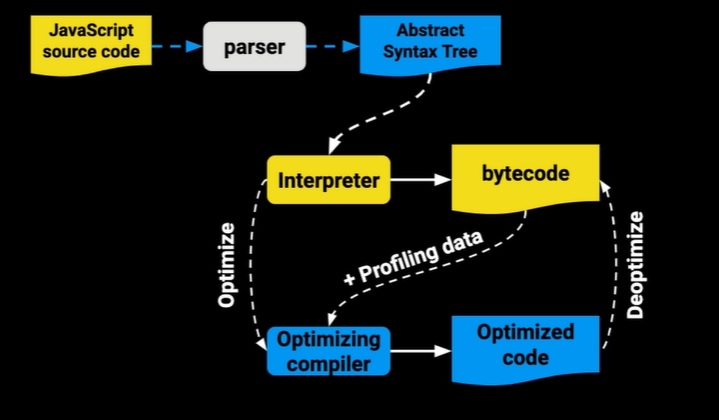 JavaScript
source code
parser
Abstract
Syntax Tree
Interpreter
bytecode
Optimize
+ Profiling data
Deoptimize
Optimizing
compiler
Optimized
code